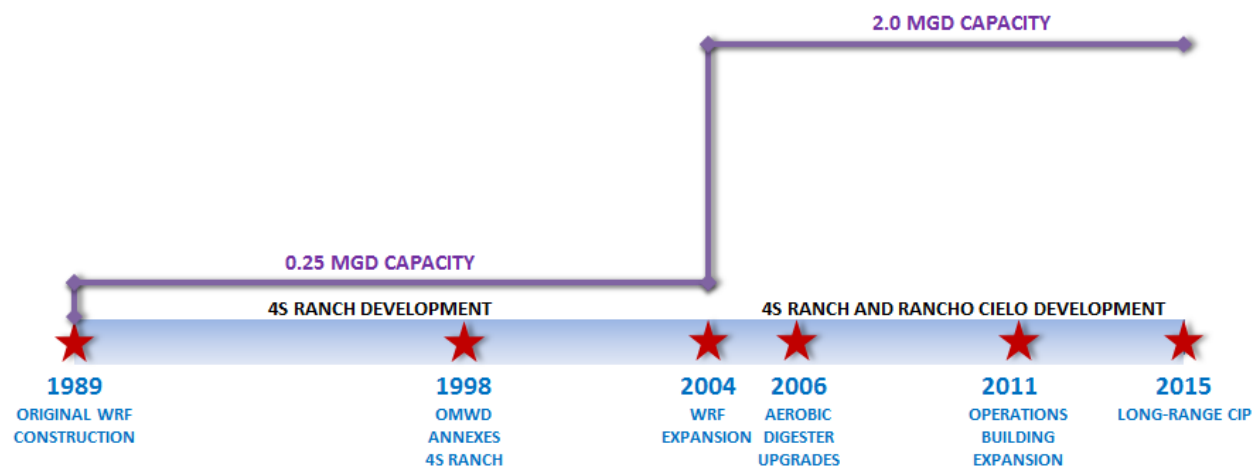 2.0 MGD CAPACITY
0.25 MGD CAPACITY
4S RANCH DEVELOPMENT
4S RANCH AND RANCHO CIELO DEVELOPMENT
1989
ORIGINAL WRF
CONSTRUCTION
1998
OMWD
ANNEXES
4S RANCH
2004
WRF
EXPANSION
2006
AEROBIC
DIGESTER
UPGRADES
2011
OPERATIONS
BUILDING
EXPANSION
2015
LONG-RANGE CIP